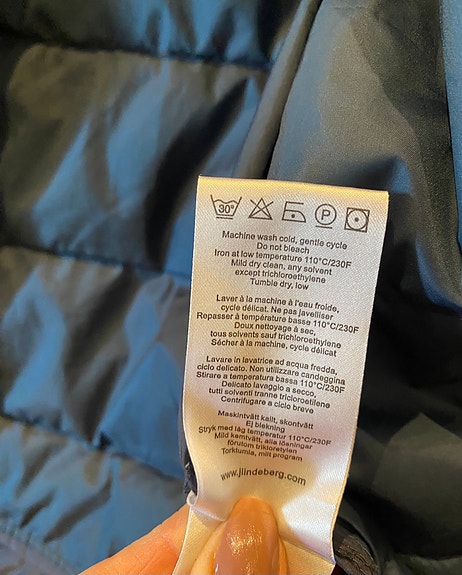 30°
P
Machine wash cold, gentle cycle
Do not bleach
Iron at low temperature 110°C/230F
Mild dry clean, any solvent
except trichloroethylene
Tumble dry, low
Laver à la machine à l'eau froide,
cycle délicat. Ne pas javelliser
Repasser à température basse 110°C/230F
Doux nettoyage à sec,
tous solvents sauf trichloroethylene
Sécher à la machine, cycle délicat
Lavare in lavatrice ad acqua fredda,
ciclo delicato. Non utilizzare candeggina
Stirare a temperatura bassa 110°C/230F
Delicato lavaggio a secco,
tutti solventi tranne tricloroetilene
Centrifugare a ciclo breve
Maskintvätt kallt, skontvätt
Ej blekning
Stryk med låg temperatur 110°C/230F
Mild kemtvätt, alla lösningar
förutom trikloretylen
Torktumla, milt program
www.jlindeberg.com